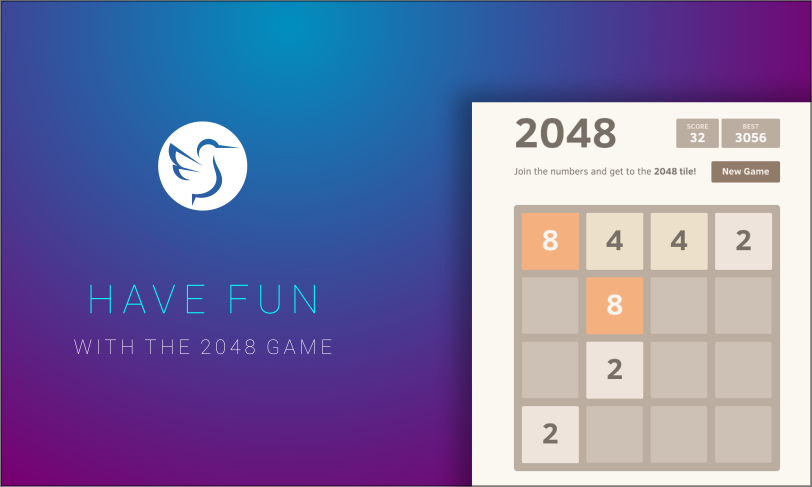 HAVE FUN
WITH THE 2048 GAME
2048
SCORE
32
BEST
3056
Join the numbers and get to the 2048 tile!
New Game
8 4 4 2
8
2
2